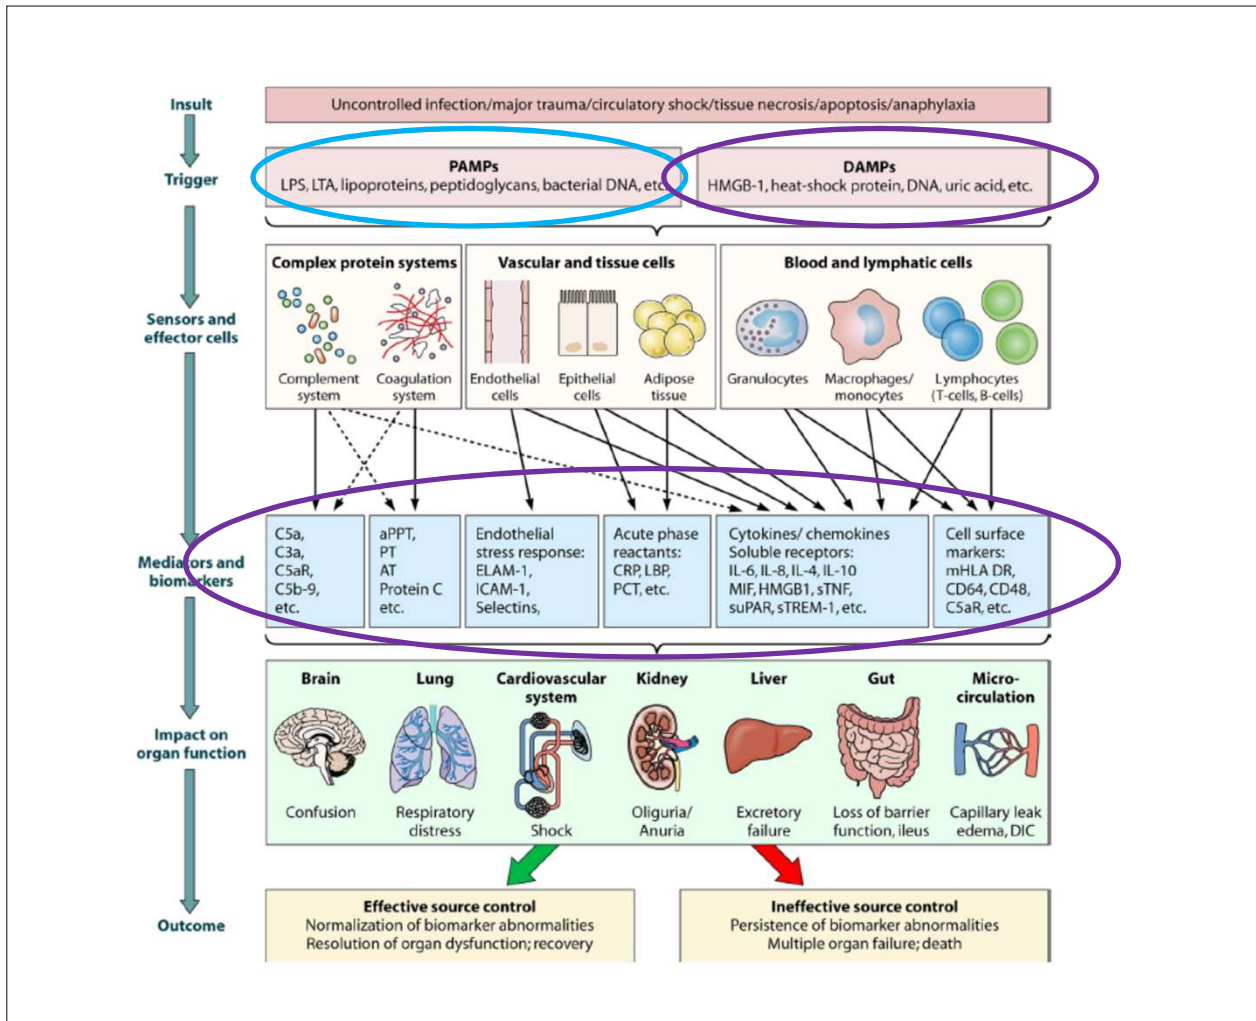 Insult
Uncontrolled infection/major trauma/circulatory shock/tissue necrosis/apoptosis/anaphylaxia
Trigger
PAMPs
LPS, LTA, lipoproteins, peptidoglycans, bacterial DNA, etc.
DAMPs
HMGB-1, heat-shock protein, DNA, uric acid, etc.
Sensors and
effector cells
Complex protein systems
Complement
system
Coagulation
system
Vascular and tissue cells
Endothelial
cells
Epithelial
cells
Adipose
tissue
Blood and lymphatic cells
Granulocytes
Macrophages/
monocytes
Lymphocytes
(T-cells, B-cells)
Mediators and
biomarkers
C5a,
C3a,
C5aR,
C5b-9,
etc.
aPPT,
PT
AT
Protein C
etc.
Endothelial
stress response:
ELAM-1,
ICAM-1,
Selectins,
Acute phase
reactants:
CRP, LBP,
PCT, etc.
Cytokines/ chemokines
Soluble receptors:
IL-6, IL-8, IL-4, IL-10
MIF, HMGB1, sTNF,
suPAR, sTREM-1, etc.
Cell surface
markers:
mHLA DR,
CD64, CD48,
C5aR, etc.
Impact on
organ function
Brain
Confusion
Lung
Respiratory
distress
Cardiovascular
system
Shock
Kidney
Oliguria/
Anuria
Liver
Excretory
failure
Gut
Loss of barrier
function, ileus
Micro-
circulation
Capillary leak
edema, DIC
Outcome
Effective source control
Normalization of biomarker abnormalities
Resolution of organ dysfunction; recovery
Ineffective source control
Persistence of biomarker abnormalities
Multiple organ failure; death